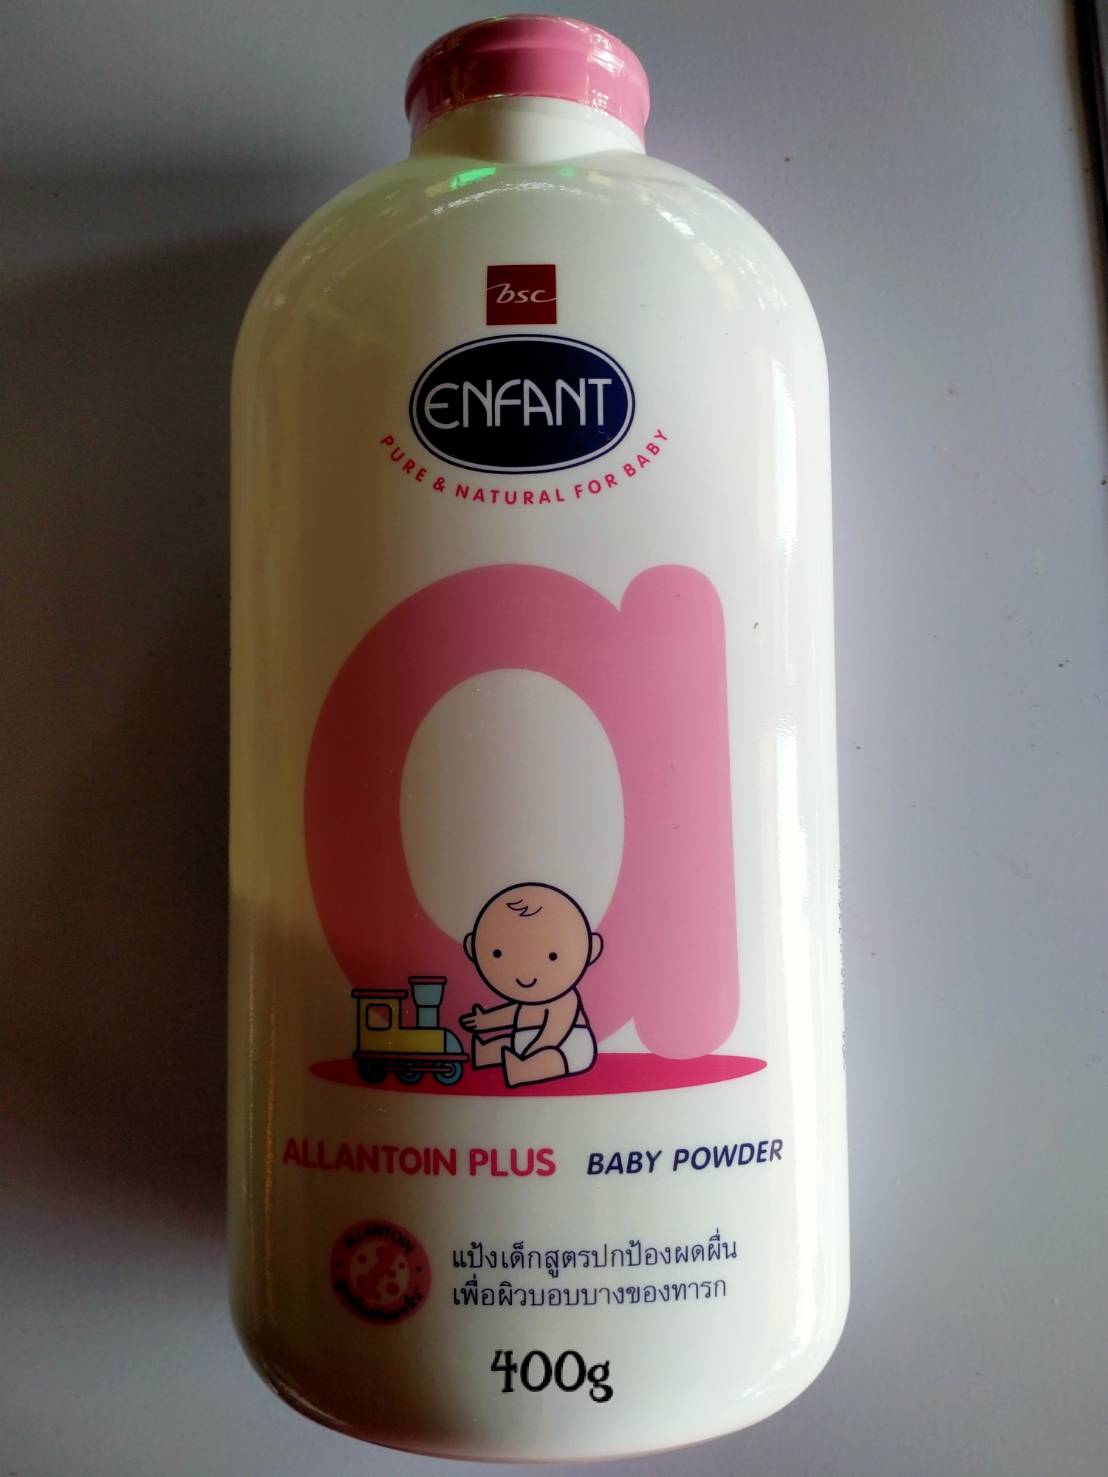 bsc
ENFANT
PURE & NATURAL FOR BABY
ALLANTOIN PLUS BABY POWDER
ALLANTOIN
แป้งเด็กสูตรปกป้องผดผื่น
เพื่อผิวบอบบางของทารก
400g